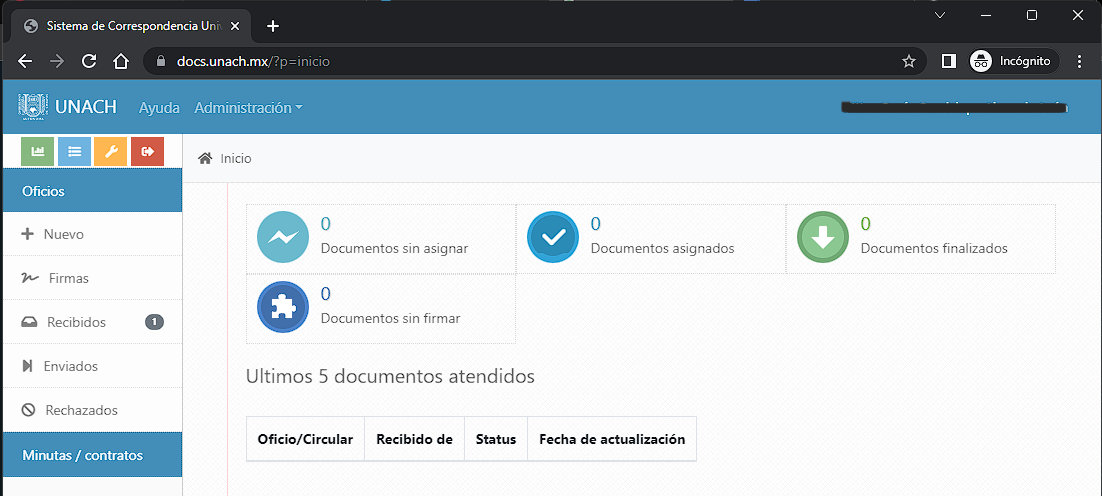 Sistema de Correspondencia Univ
docs.unach.mx/?p=inicio
Incógnito
UNACH
Ayuda
Administración
Inicio
Oficios
Nuevo
Firmas
Recibidos 1
Enviados
Rechazados
Minutas / contratos
0
Documentos sin asignar
0
Documentos asignados
0
Documentos finalizados
0
Documentos sin firmar
Ultimos 5 documentos atendidos
Oficio/Circular Recibido de Status Fecha de actualización